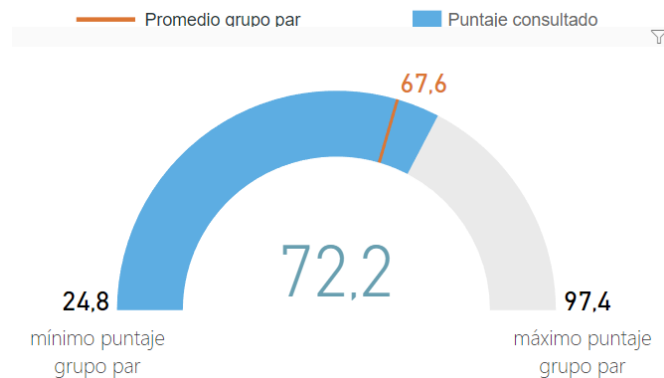 Promedio grupo par
Puntaje consultado
67,6
72,2
24,8
mínimo puntaje
grupo par
97,4
máximo puntaje
grupo par